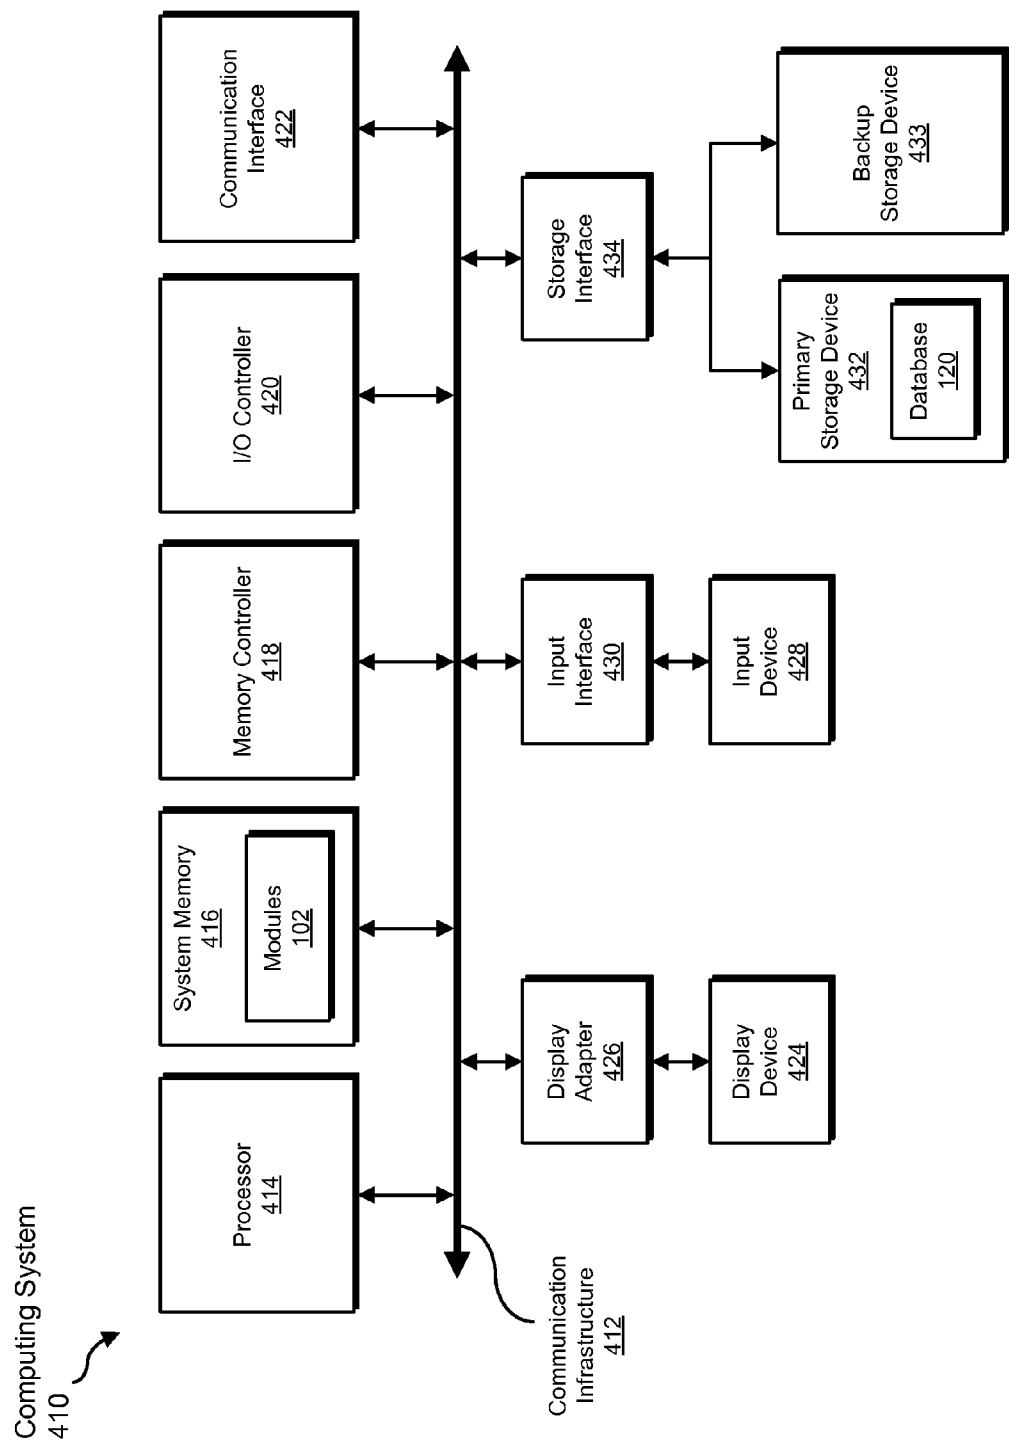 Computing System
410
Processor
414
System Memory
416
Modules
102
Memory Controller
418
I/O Controller
420
Communication
Interface
422
Communication
Infrastructure
412
Display
Adapter
426
Input
Interface
430
Storage
Interface
434
Display
Device
424
Input
Device
428
Primary
Storage Device
432
Database
120
Backup
Storage Device
433